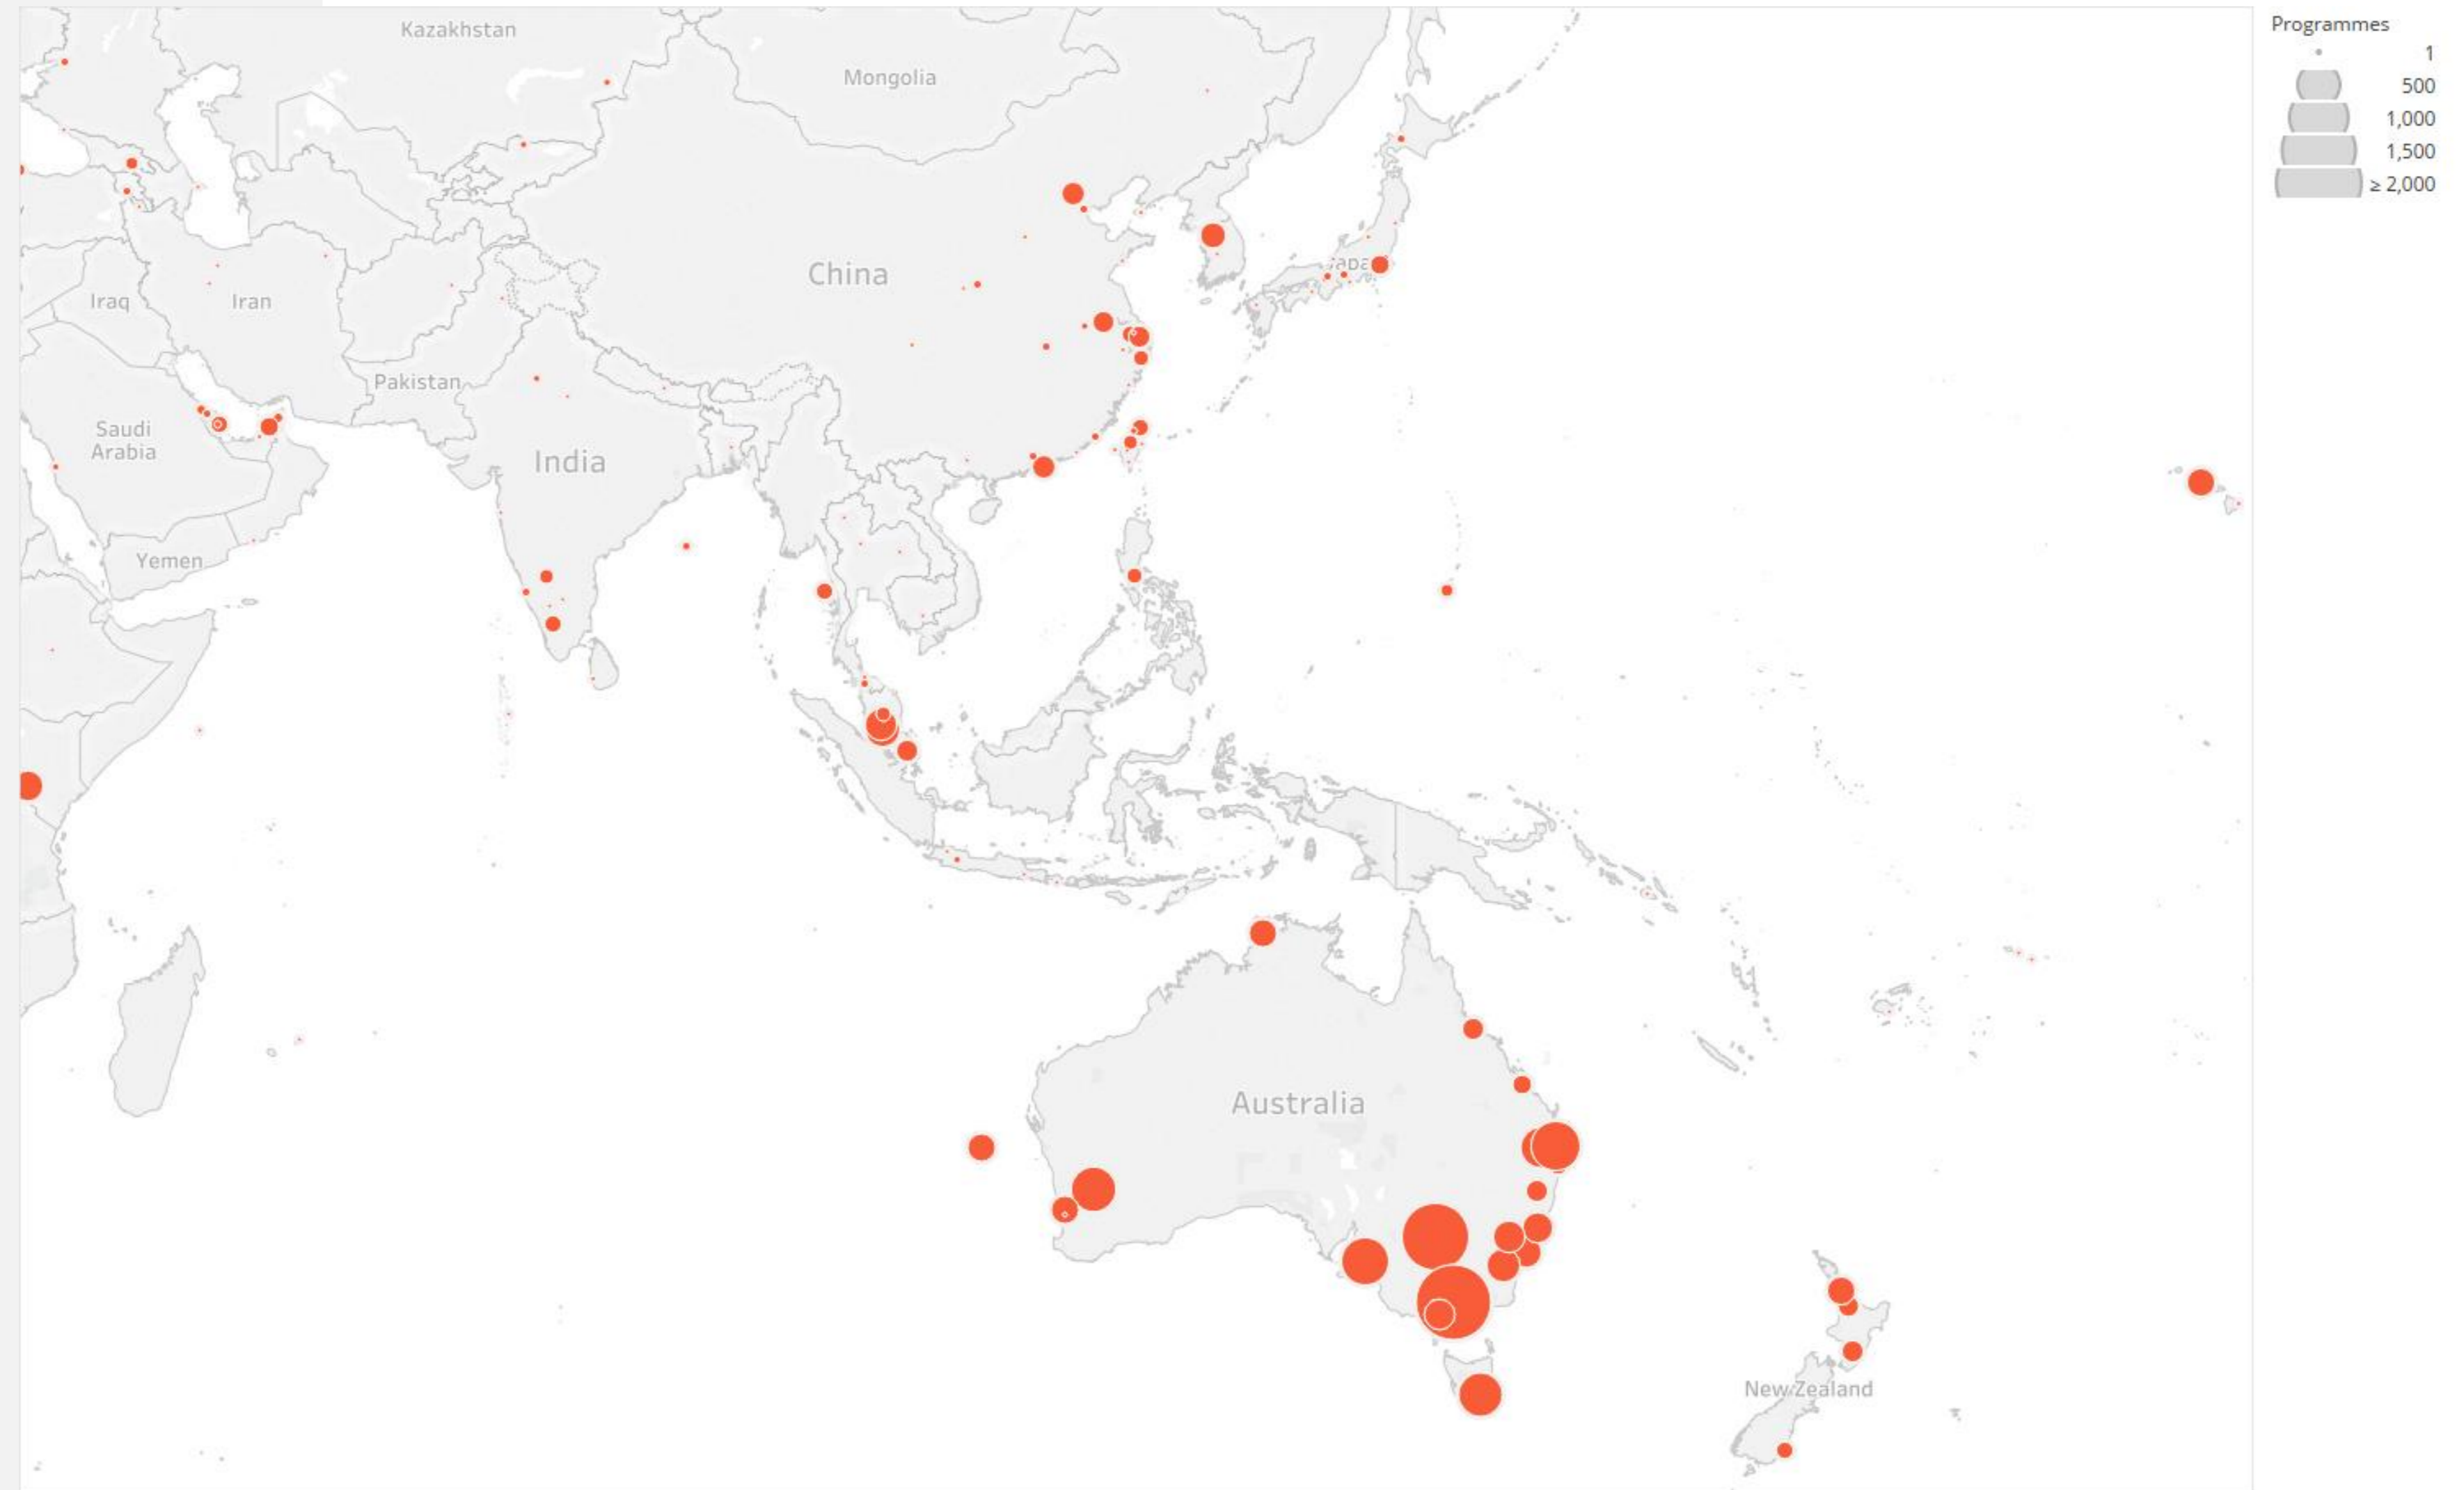 Programmes
1
500
1,000
1,500
≥ 2,000
Kazakhstan
Mongolia
China
Iraq
Iran
Pakistan
Saudi
Arabia
India
Yemen
Australia
New Zealand